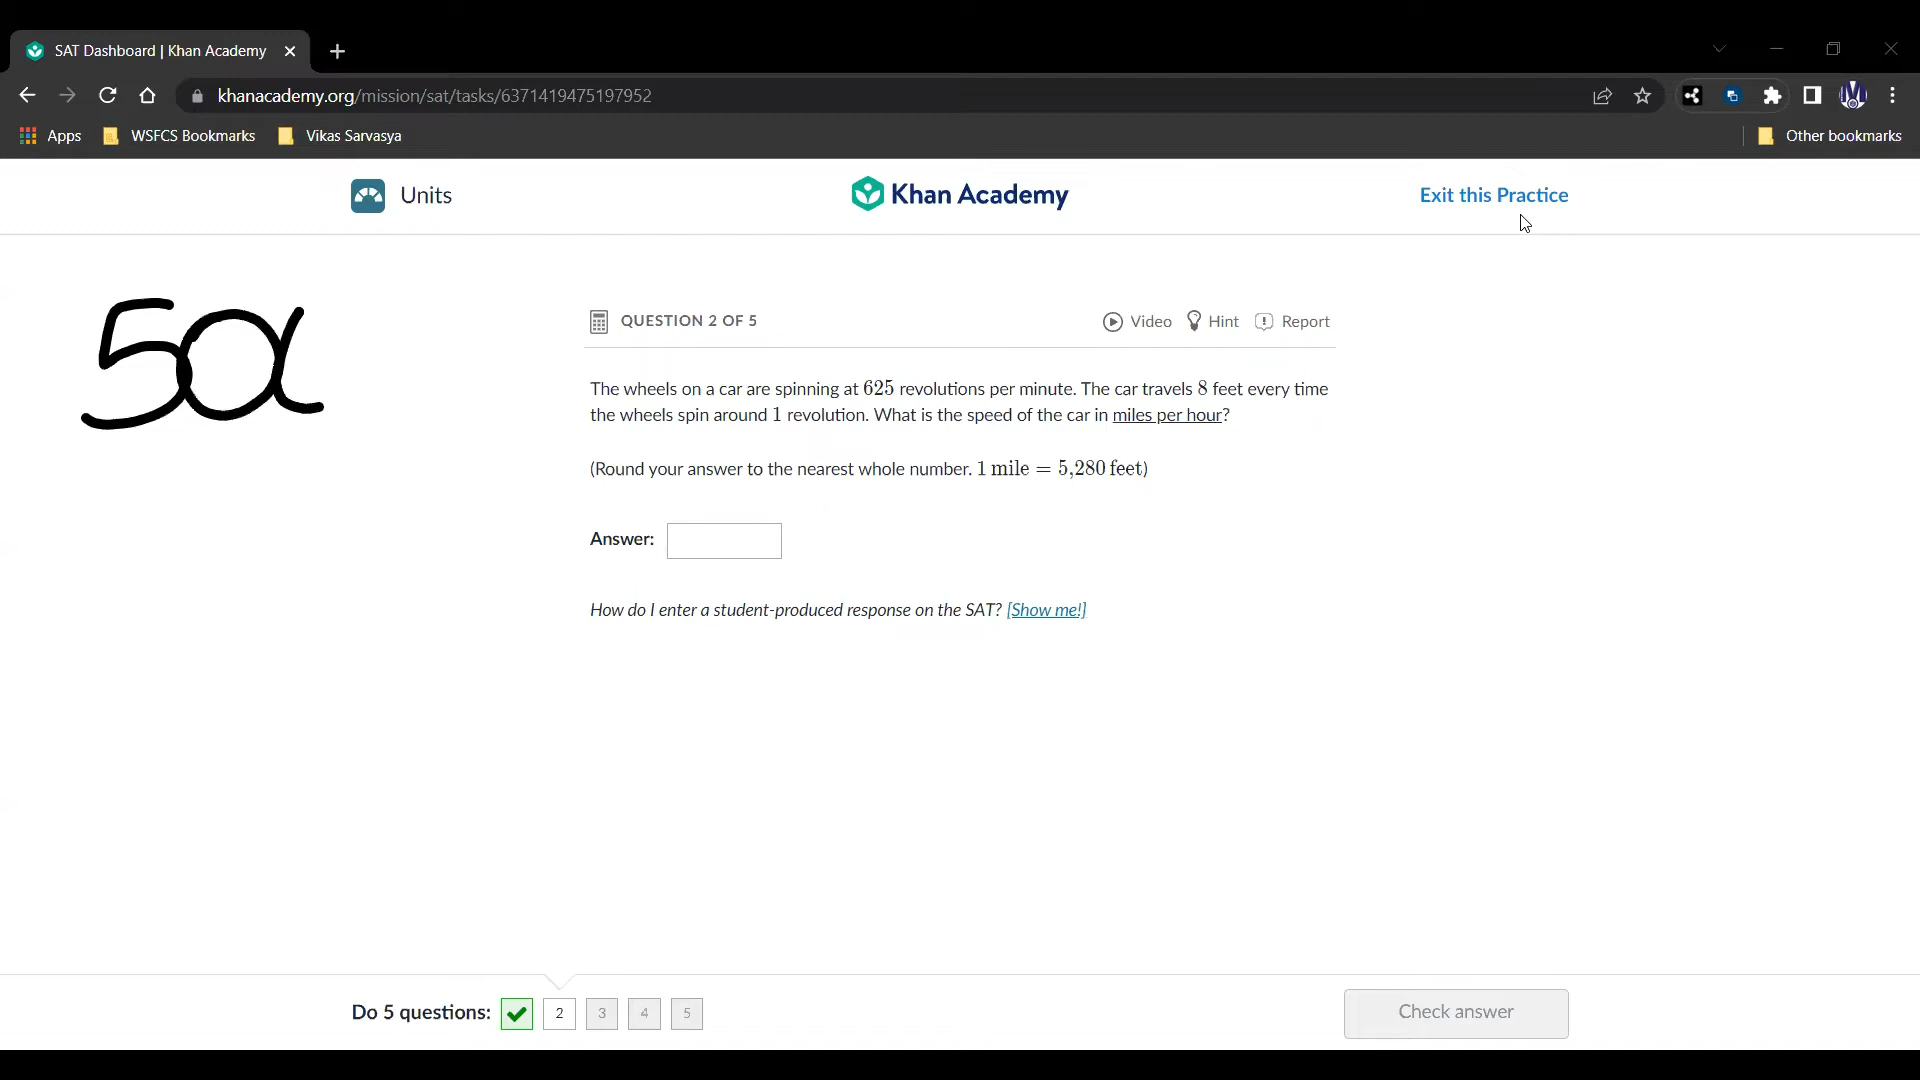 SAT Dashboard | Khan Academy
khanacademy.org/mission/sat/tasks/6371419475197952
Apps WSFCS Bookmarks Vikas Sarvasya Other bookmarks
Units Khan Academy Exit this Practice
QUESTION 2 OF 5 Video Hint Report
The wheels on a car are spinning at 625 revolutions per minute. The car travels 8 feet every time
the wheels spin around 1 revolution. What is the speed of the car in miles per hour?
(Round your answer to the nearest whole number. 1 mile = 5,280 feet)
Answer:
How do I enter a student-produced response on the SAT? [Show me!]
Do 5 questions: 2 3 4 5 Check answer